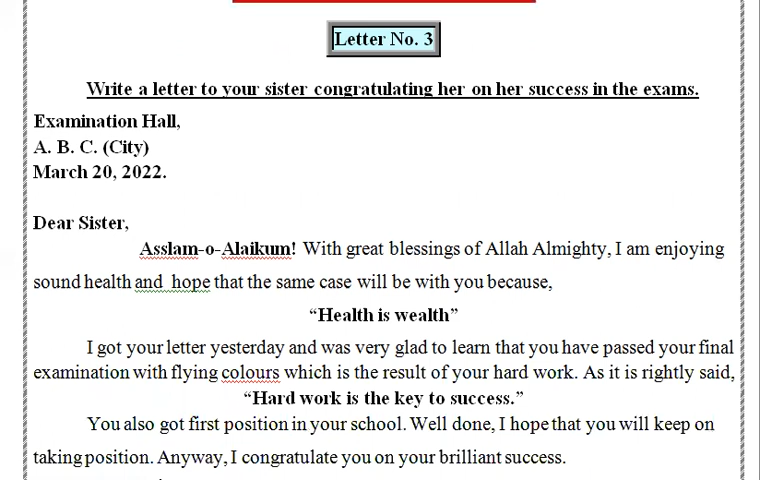 Letter No. 3
Write a letter to your sister congratulating her on her success in the exams.
Examination Hall,
A. B. C. (City)
March 20, 2022.
Dear Sister,
Asslam-o-Alaikum! With great blessings of Allah Almighty, I am enjoying
sound health and  hope that the same case will be with you because,
“Health is wealth”
I got your letter yesterday and was very glad to learn that you have passed your final
examination with flying colours which is the result of your hard work. As it is rightly said,
“Hard work is the key to success.”
You also got first position in your school. Well done, I hope that you will keep on
taking position. Anyway, I congratulate you on your brilliant success.